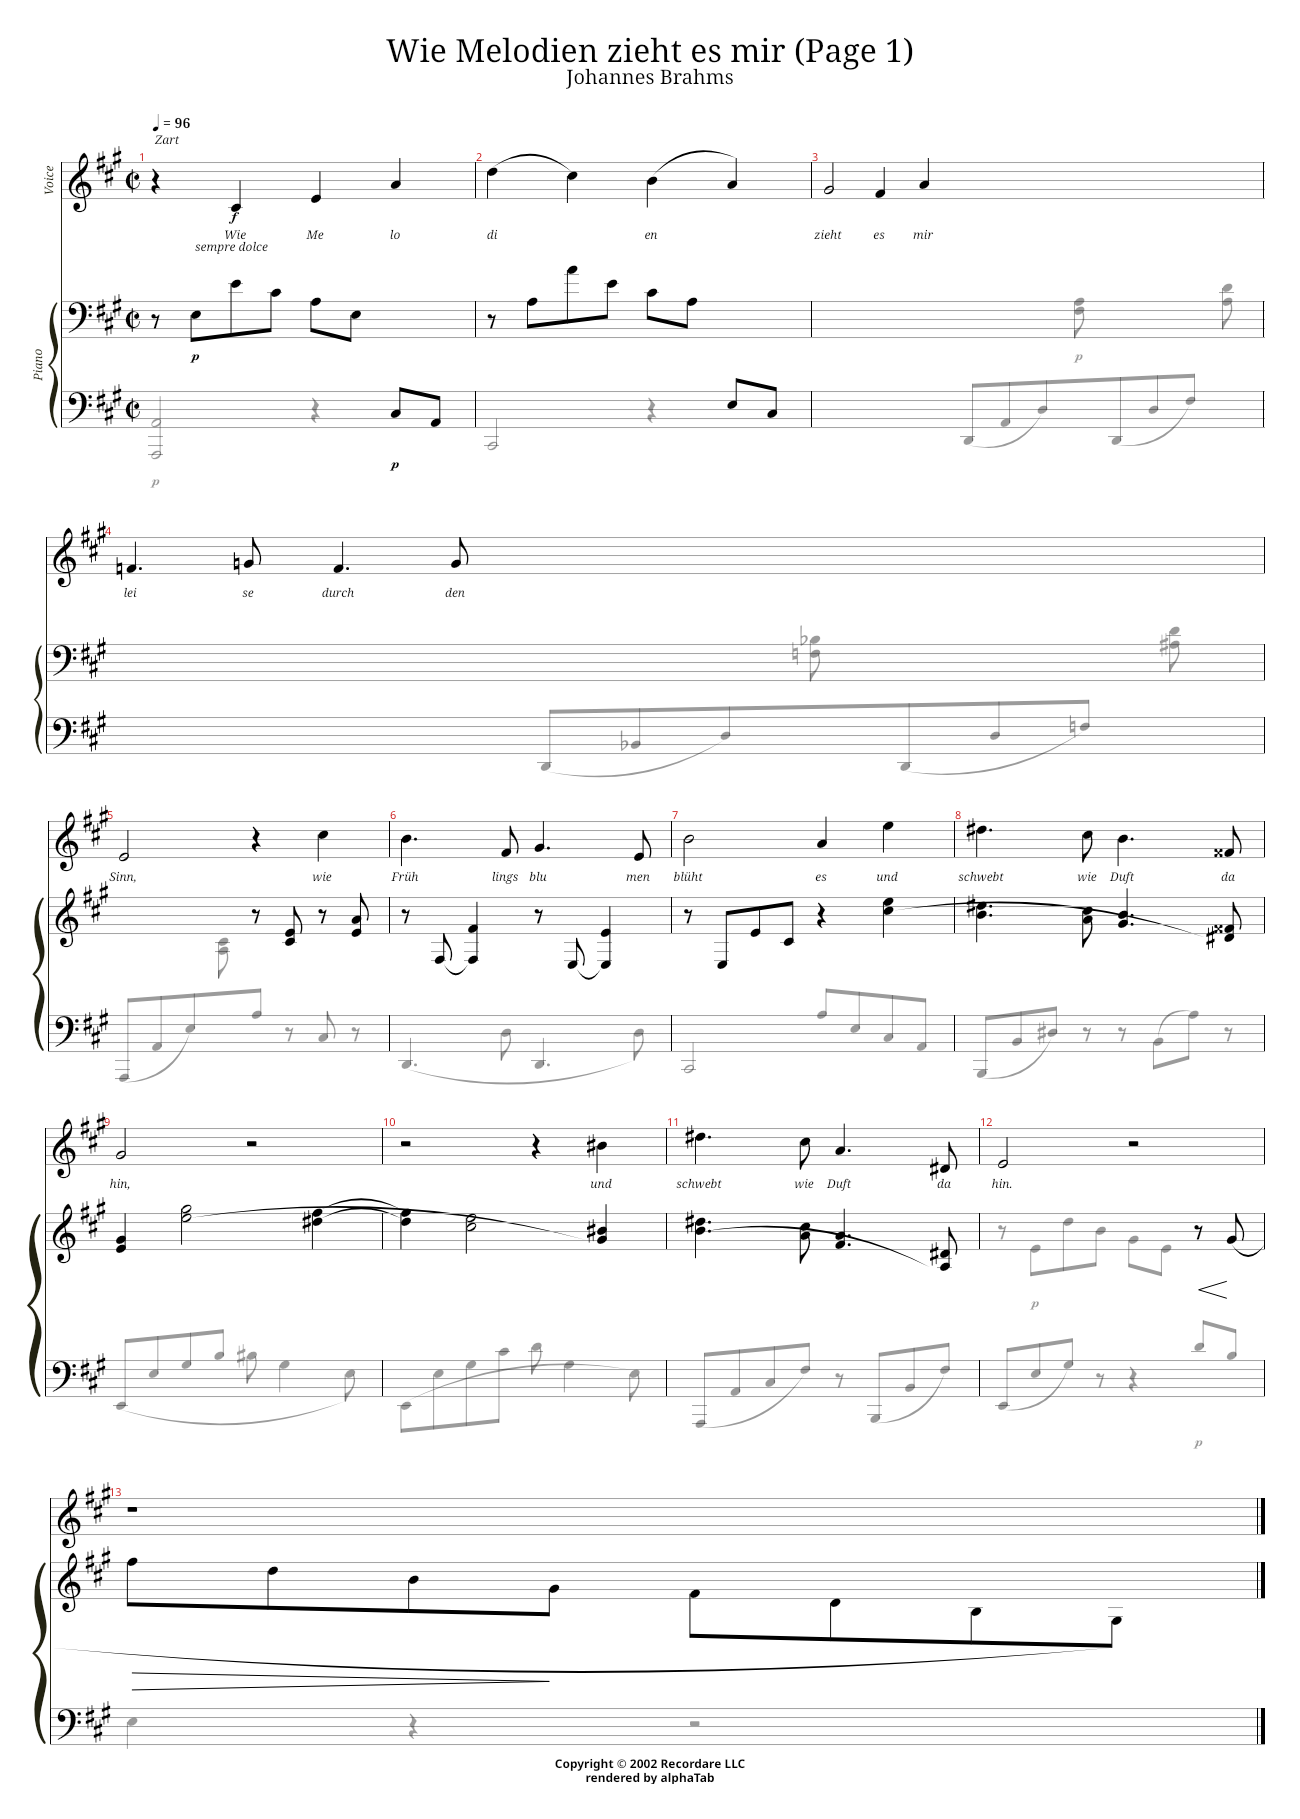 Wie Melodien zieht es mir (Page 1)
Johannes Brahms
= 96
Zart
Voice
1 2 3
f
Wie Me lo di en zieht es mir
sempre dolce
Piano
p p
p
p
4
lei se durch den
5 6 7 8
Sinn, wie Früh lings blu men blüht es und schwebt wie Duft da
9 10 11 12
hin, und schwebt wie Duft da hin.
p
p
13
Copyright © 2002 Recordare LLC
rendered by alphaTab